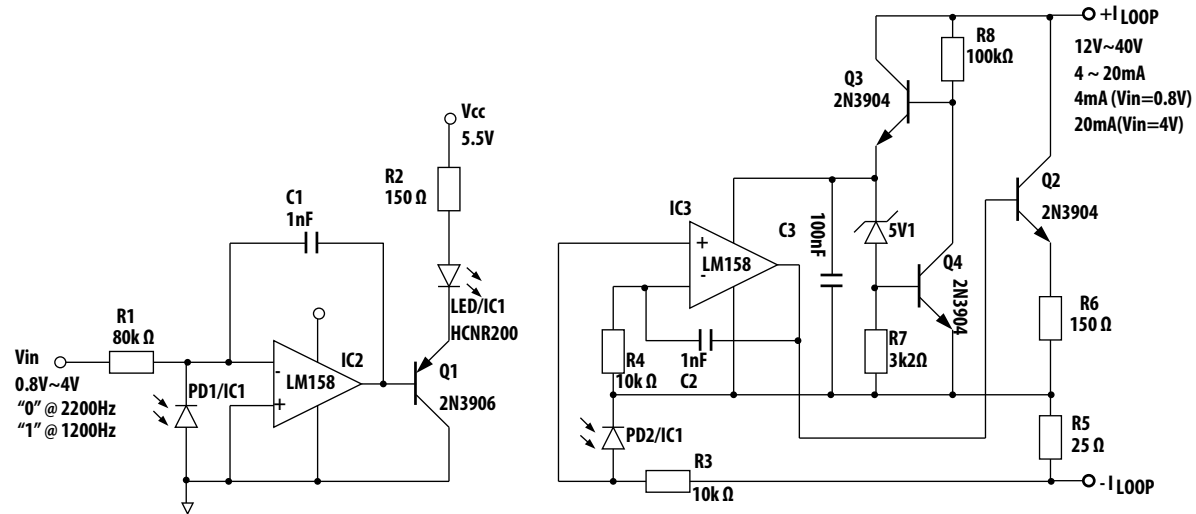 Vin
0.8V~4V
“0” @ 2200Hz
“1” @ 1200Hz
R1
80k Ω
PD1/IC1
C1
1nF
-
+
LM158
IC2
Vcc
5.5V
R2
150 Ω
LED/IC1
HCNR200
Q1
2N3906
IC3
+
-
LM158
R4
10k Ω
1nF
C2
PD2/IC1
R3
10k Ω
C3
100nF
Q3
2N3904
R8
100kΩ
5V1
Q4
2N3904
R7
3k2Ω
Q2
2N3904
R6
150 Ω
R5
25 Ω
+I LOOP
12V~40V
4 ~ 20mA
4mA (Vin=0.8V)
20mA(Vin=4V)
-I LOOP